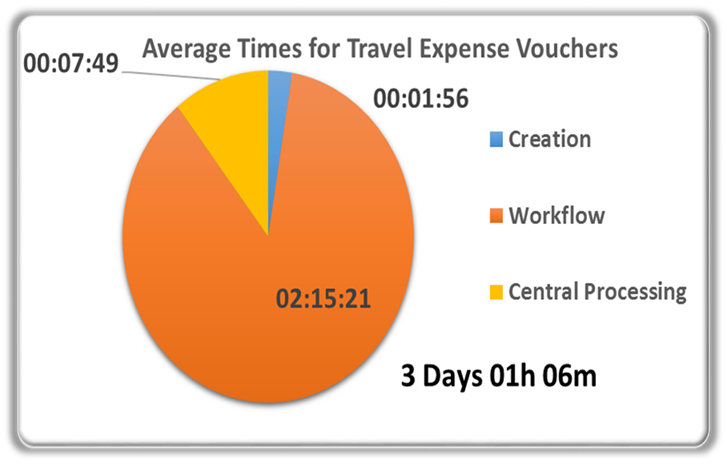 Average Times for Travel Expense Vouchers
00:07:49
00:01:56
Creation
Workflow
02:15:21
Central Processing
3 Days 01h 06m